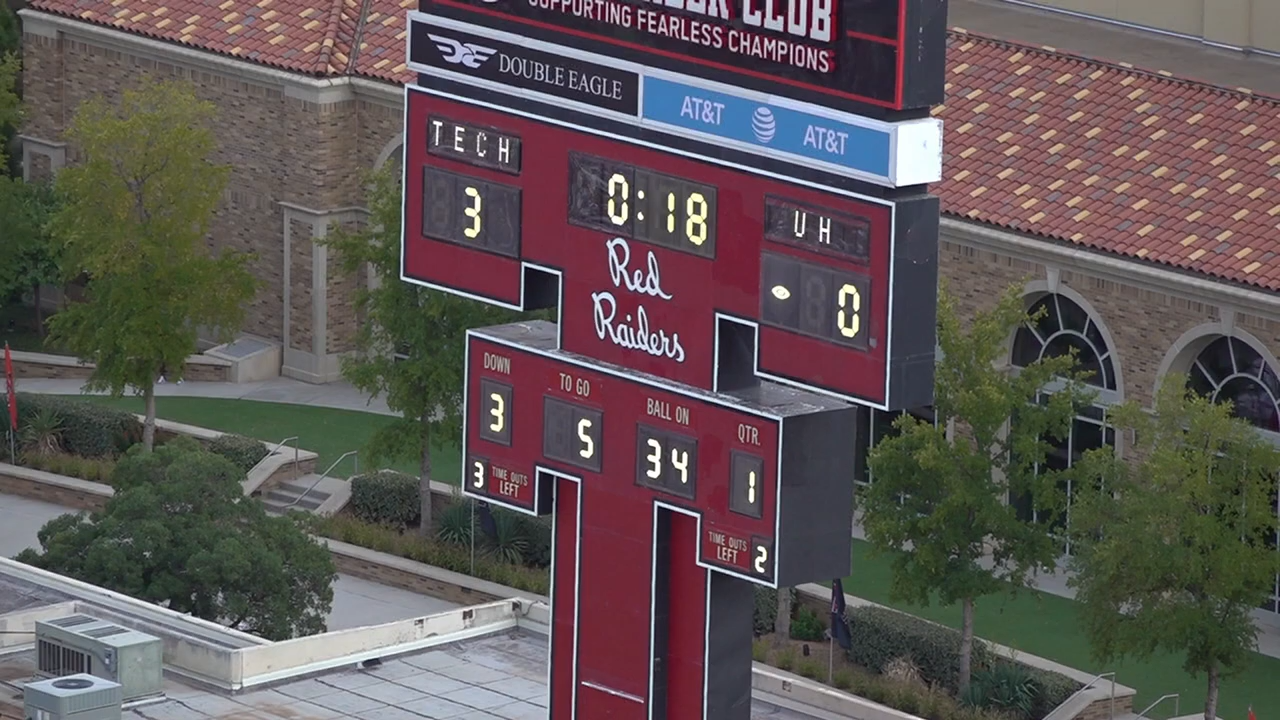 CLUB
SUPPORTING FEARLESS CHAMPIONS
DOUBLE EAGLE
AT&T AT&T
TECH
3
0:18
UH
0
Red
Raiders
DOWN
3
TO GO
5
BALL ON
34
QTR.
1
3 TIME OUTS
LEFT
TIME OUTS
LEFT 2